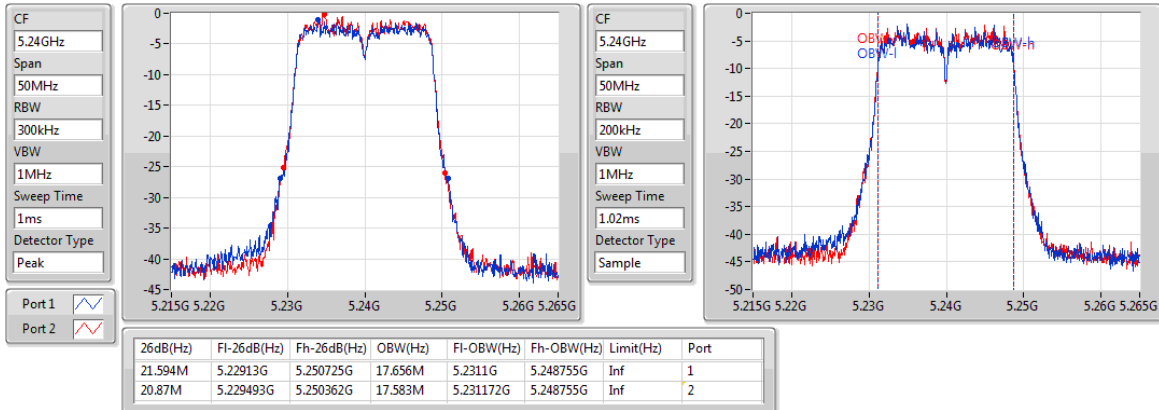 CF
5.24GHz
Span
50MHz
RBW
300kHz
VBW
1MHz
Sweep Time
1ms
Detector Type
Peak
Port 1
Port 2
0
-5
-10
-15
-20
-25
-30
-35
-40
-45
5.215G 5.22G 5.23G 5.24G 5.25G 5.26G 5.265G
CF
5.24GHz
Span
50MHz
RBW
200kHz
VBW
1MHz
Sweep Time
1.02ms
Detector Type
Sample
0
-5
-10
-15
-20
-25
-30
-35
-40
-45
-50
OBW-l
OBW-h
5.215G 5.22G 5.23G 5.24G 5.25G 5.26G 5.265G
26dB(Hz) Fl-26dB(Hz) Fh-26dB(Hz) OBW(Hz) Fl-OBW(Hz) Fh-OBW(Hz) Limit(Hz) Port
21.594M 5.22913G 5.250725G 17.656M 5.2311G 5.248755G Inf 1
20.87M 5.229493G 5.250362G 17.583M 5.231172G 5.248755G Inf 2